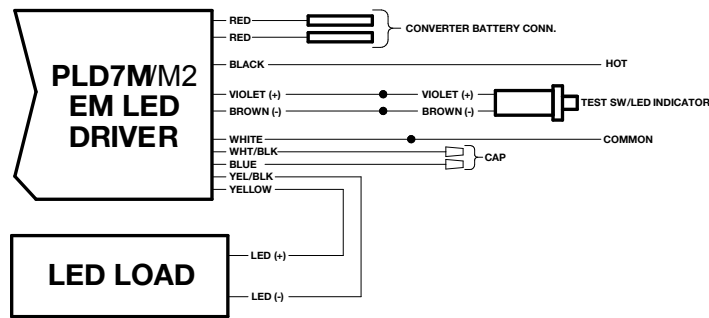 PLD7M/M2
EM LED
DRIVER
RED
RED
CONVERTER BATTERY CONN.
BLACK
HOT
VIOLET (+)
VIOLET (+)
BROWN (-)
BROWN (-)
TEST SW/LED INDICATOR
WHITE
COMMON
WHT/BLK
BLUE
CAP
YEL/BLK
YELLOW
LED LOAD
LED (+)
LED (-)